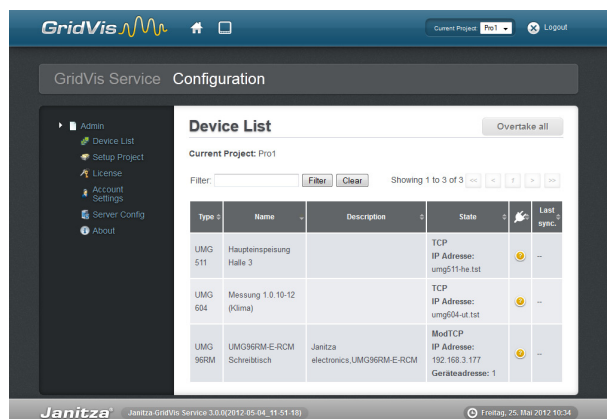 GridVis
Current Project: Pro1
Logout
GridVis Service Configuration
Admin
Device List
Setup Project
License
Account
Settings
Server Config
About
Device List
Overtake all
Current Project: Pro1
Filter: Filter Clear Showing 1 to 3 of 3 << < 1 > >>
Type Name Description State Last sync.
UMG 511
Haupteinspeisung Halle 3
TCP
IP Adresse:
umg511-he.tst
--
UMG 604
Messung 1.0.10-12 (Klima)
TCP
IP Adresse:
umg604-ut.tst
--
UMG 96RM
UMG96RM-E-RCM Schreibtisch
Janitza electronics,UMG96RM-E-RCM
ModTCP
IP Adresse:
192.168.3.177
Geräteadresse: 1
--
Janitza® Janitza-GridVis Service 3.0.0(2012-05-04_11-51-18)
Freitag, 25. Mai 2012 10:34